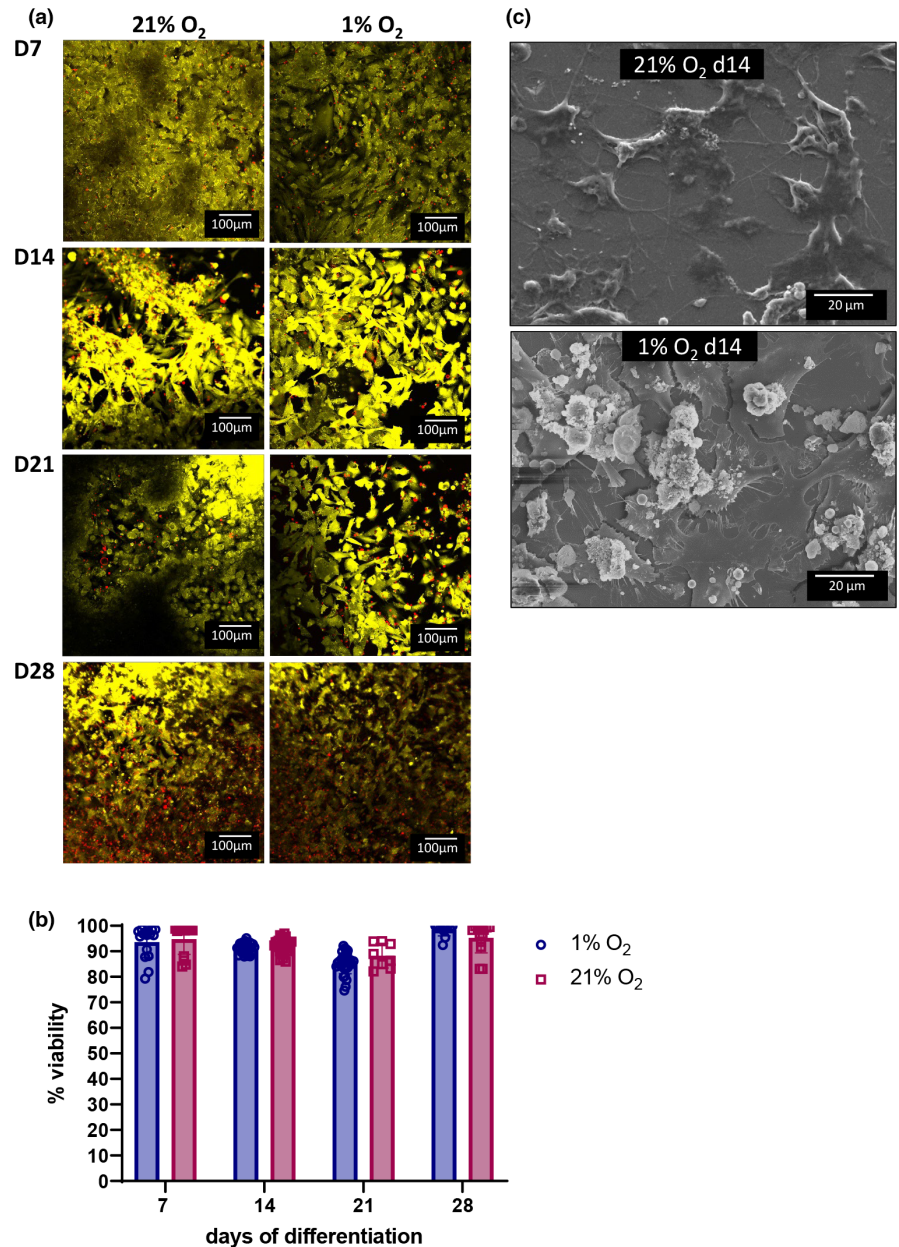 (a)
21% O₂
1% O₂
D7
100µm
100µm
D14
100µm
100µm
D21
100µm
100µm
D28
100µm
100µm
(c)
21% O₂ d14
20 µm
1% O₂ d14
20 µm
(b)
% viability
100
90
80
70
60
50
40
30
20
10
0
7
14
21
28
days of differentiation
1% O₂
21% O₂